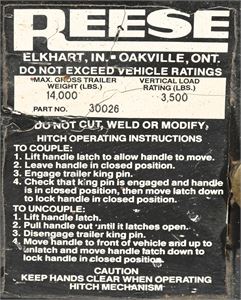 REESE
ELKHART, IN. • OAKVILLE, ONT.
DO NOT EXCEED VEHICLE RATINGS
MAX. GROSS TRAILER VERTICAL LOAD
WEIGHT (LBS.) RATING (LBS.)
14,000 3,500
PART NO. 30026
DO NOT CUT, WELD OR MODIFY
HITCH OPERATING INSTRUCTIONS
TO COUPLE:
1. Lift handle latch to allow handle to move.
2. Leave handle in closed position.
3. Engage trailer king pin.
4. Check that king pin is engaged and handle
is in closed position, then move latch down
to lock handle in closed position.
TO UNCOUPLE:
1. Lift handle latch.
2. Pull handle out until it latches open.
3. Disengage trailer king pin.
4. Move handle to front of vehicle and up to
unlatch and move handle latch down to
lock handle in closed position.
CAUTION
KEEP HANDS CLEAR WHEN OPERATING
HITCH MECHANISM